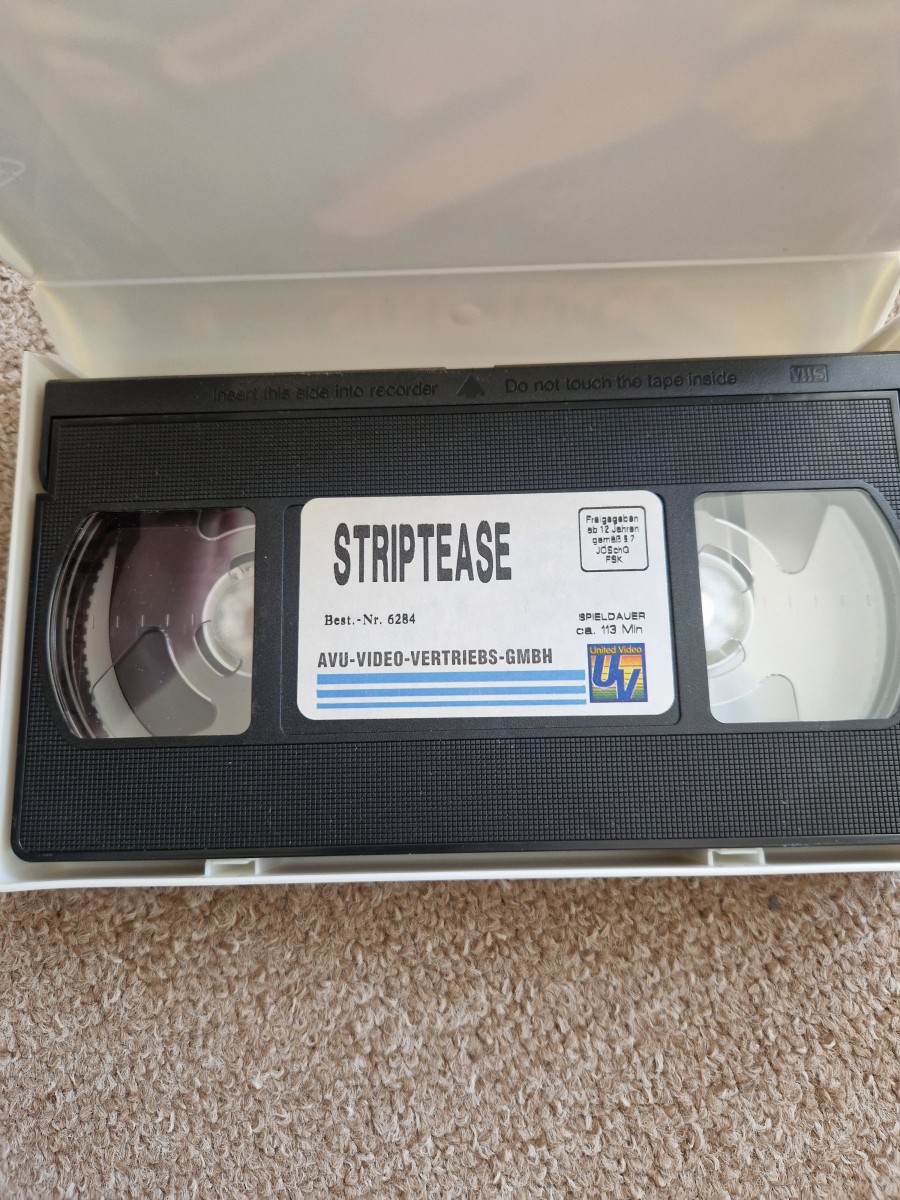 Insert this side into recorder
Do not touch the tape inside
VHS
STRIPTEASE
Freigegeben
ab 12 Jahren
gemäß § 7
JÖSchG
FSK
Best.-Nr. 6284
SPIELDAUER
ca. 113 Min
AVU-VIDEO-VERTRIEBS-GMBH
United Video
UV